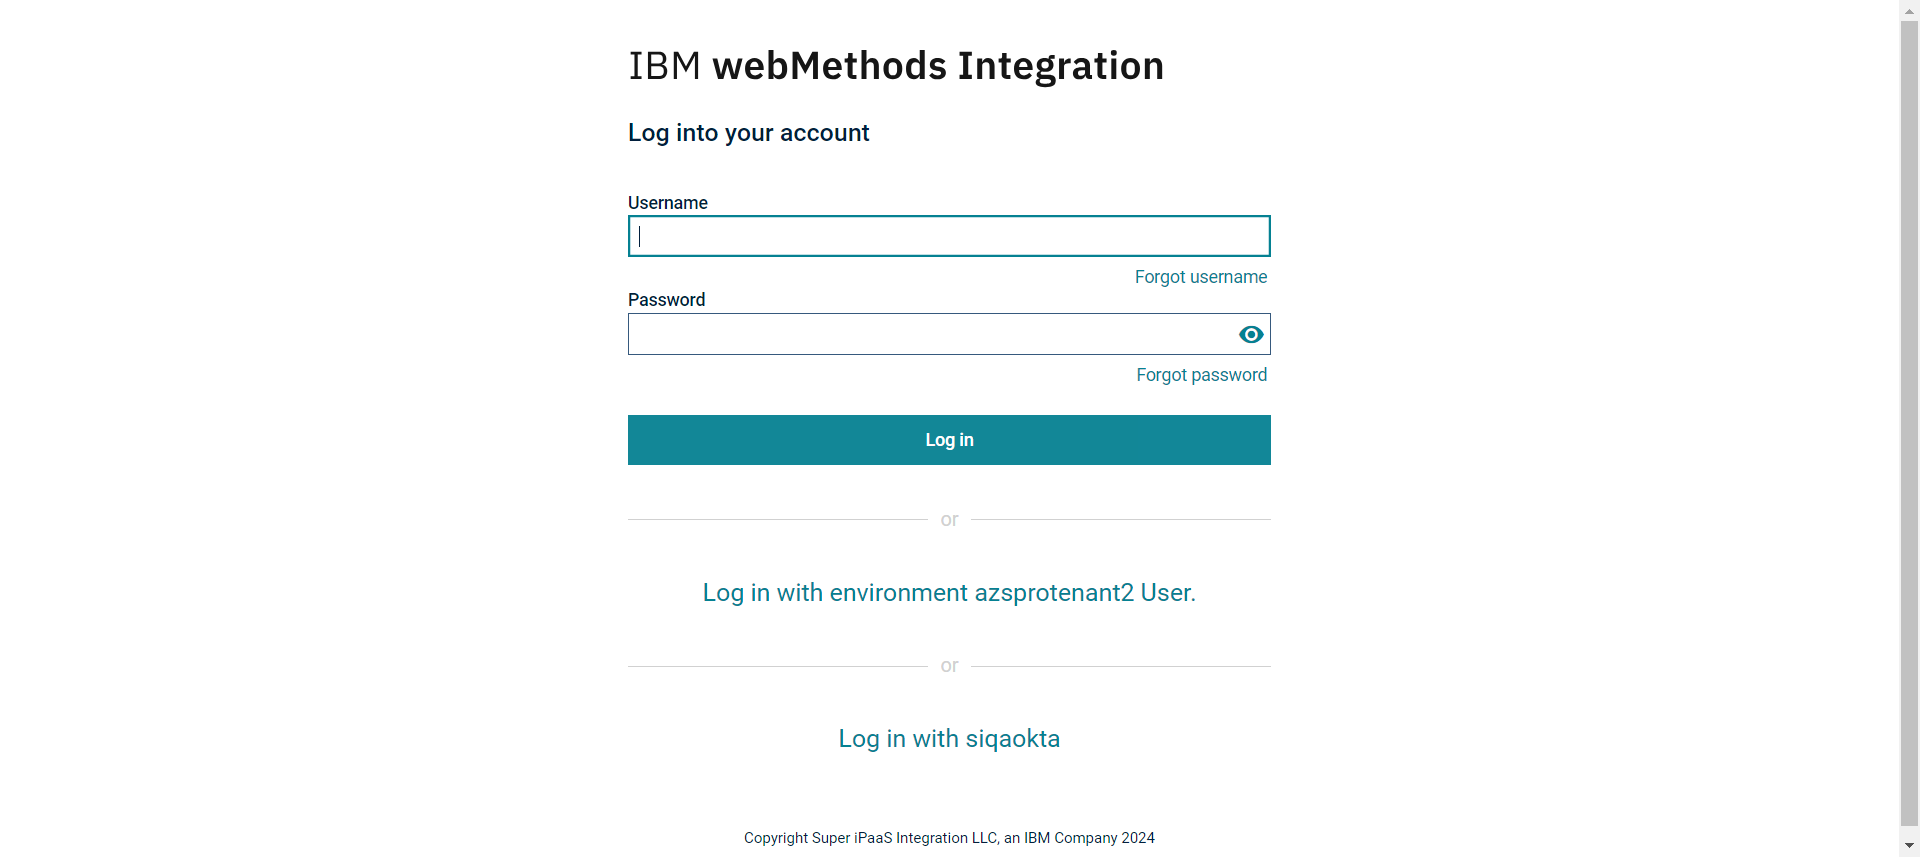 IBM webMethods Integration
Log into your account
Username
Forgot username
Password
Forgot password
Log in
or
Log in with environment azsprotenant2 User.
or
Log in with siqaokta
Copyright Super iPaaS Integration LLC, an IBM Company 2024